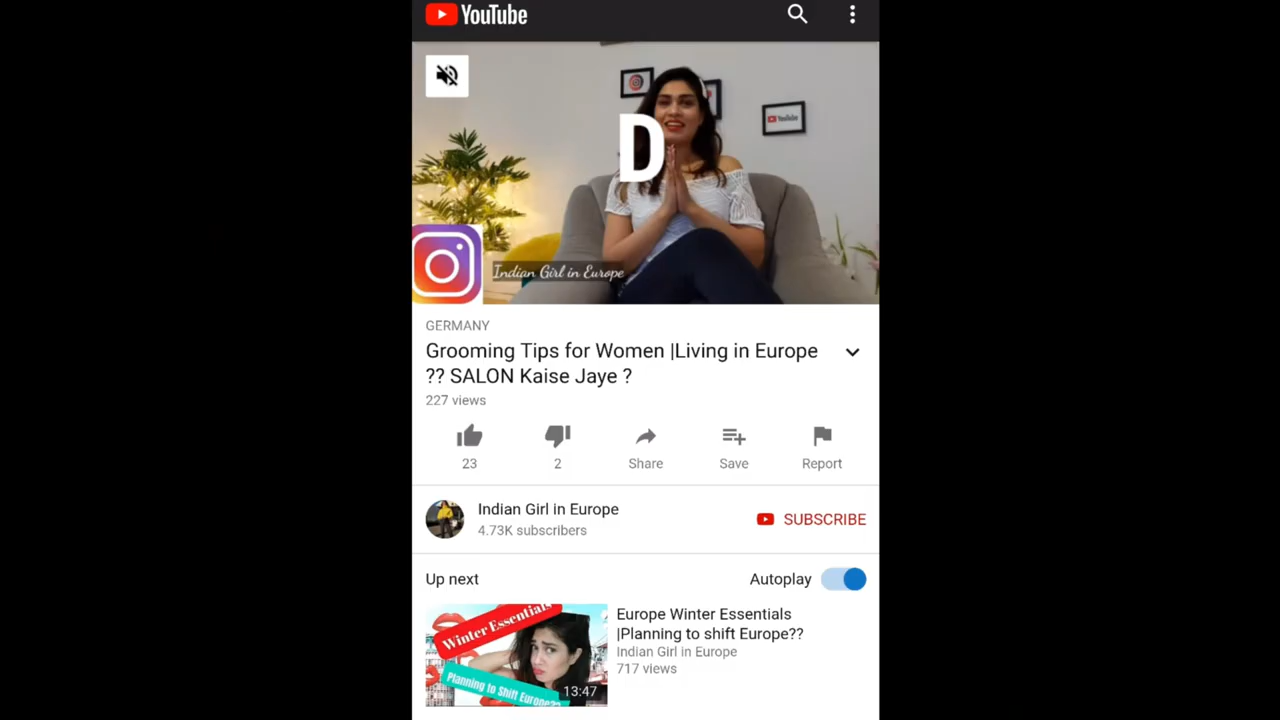 YouTube
D
YouTube
Indian Girl in Europe
GERMANY
Grooming Tips for Women |Living in Europe
?? SALON Kaise Jaye ?
227 views
23
2
Share
Save
Report
Indian Girl in Europe
4.73K subscribers
SUBSCRIBE
Up next
Autoplay
Winter Essentials
Planning to Shift Europe??
13:47
Europe Winter Essentials
|Planning to shift Europe??
Indian Girl in Europe
717 views